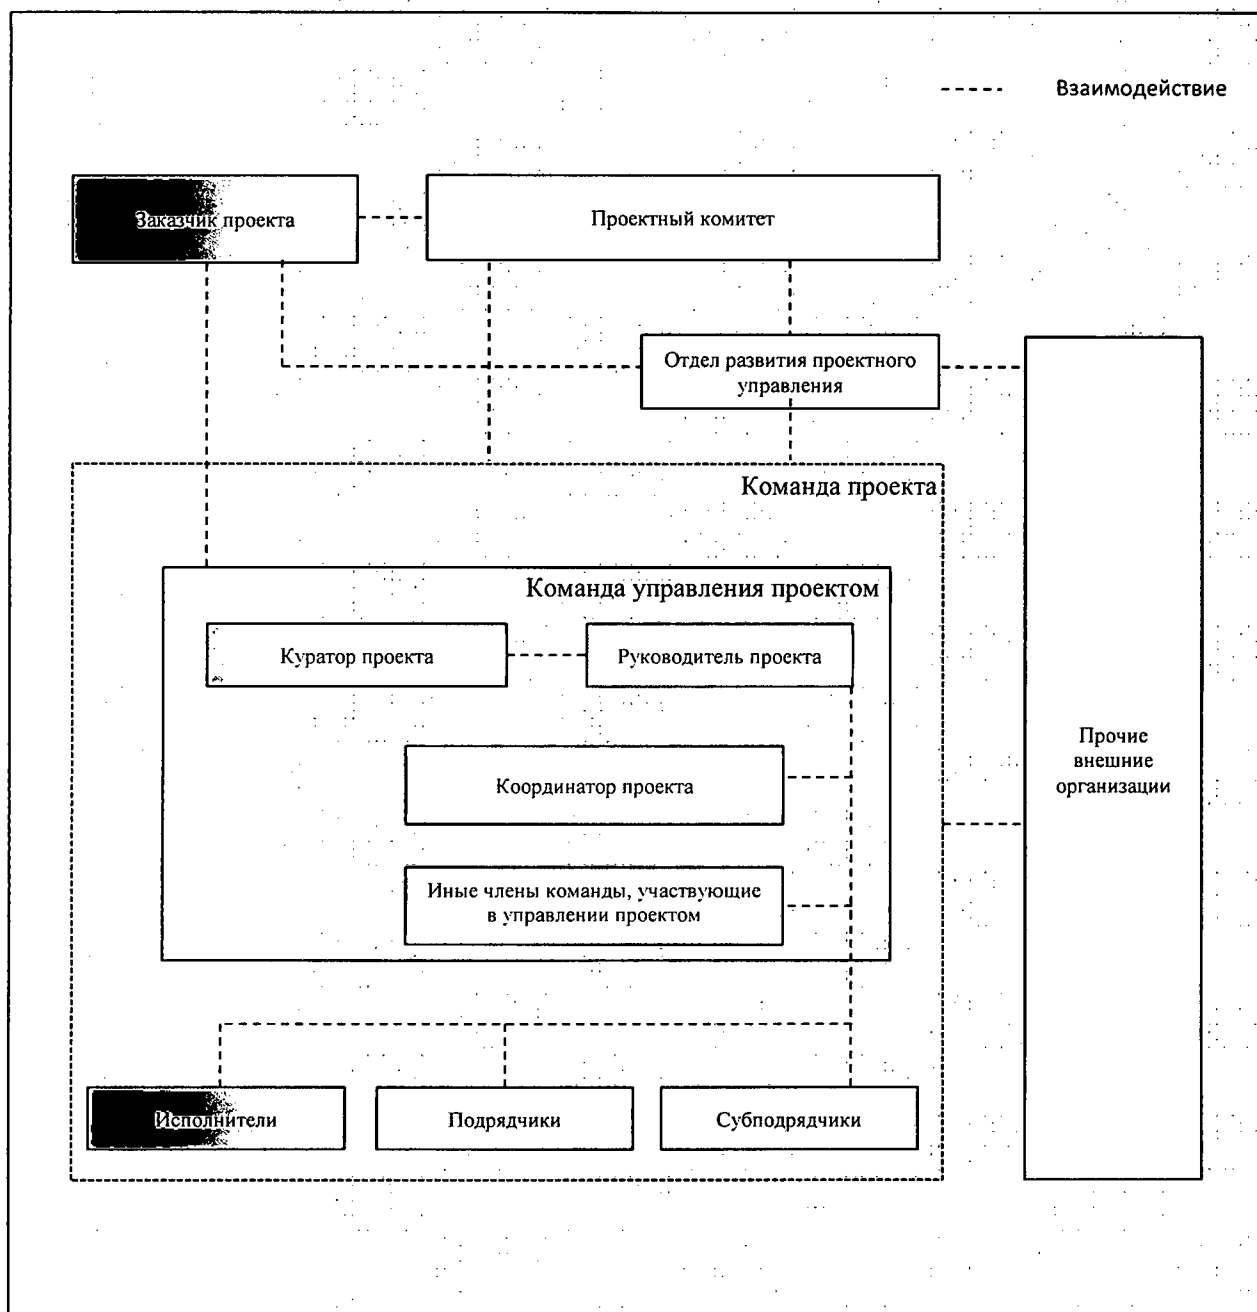 Взаимодействие
Заказчик проекта
Проектный комитет
Отдел развития проектного
управления
Команда проекта
Команда управления проектом
Куратор проекта
Руководитель проекта
Координатор проекта
Прочие
внешние
организации
Иные члены команды, участвующие
в управлении проектом
Исполнители
Подрядчики
Субподрядчики